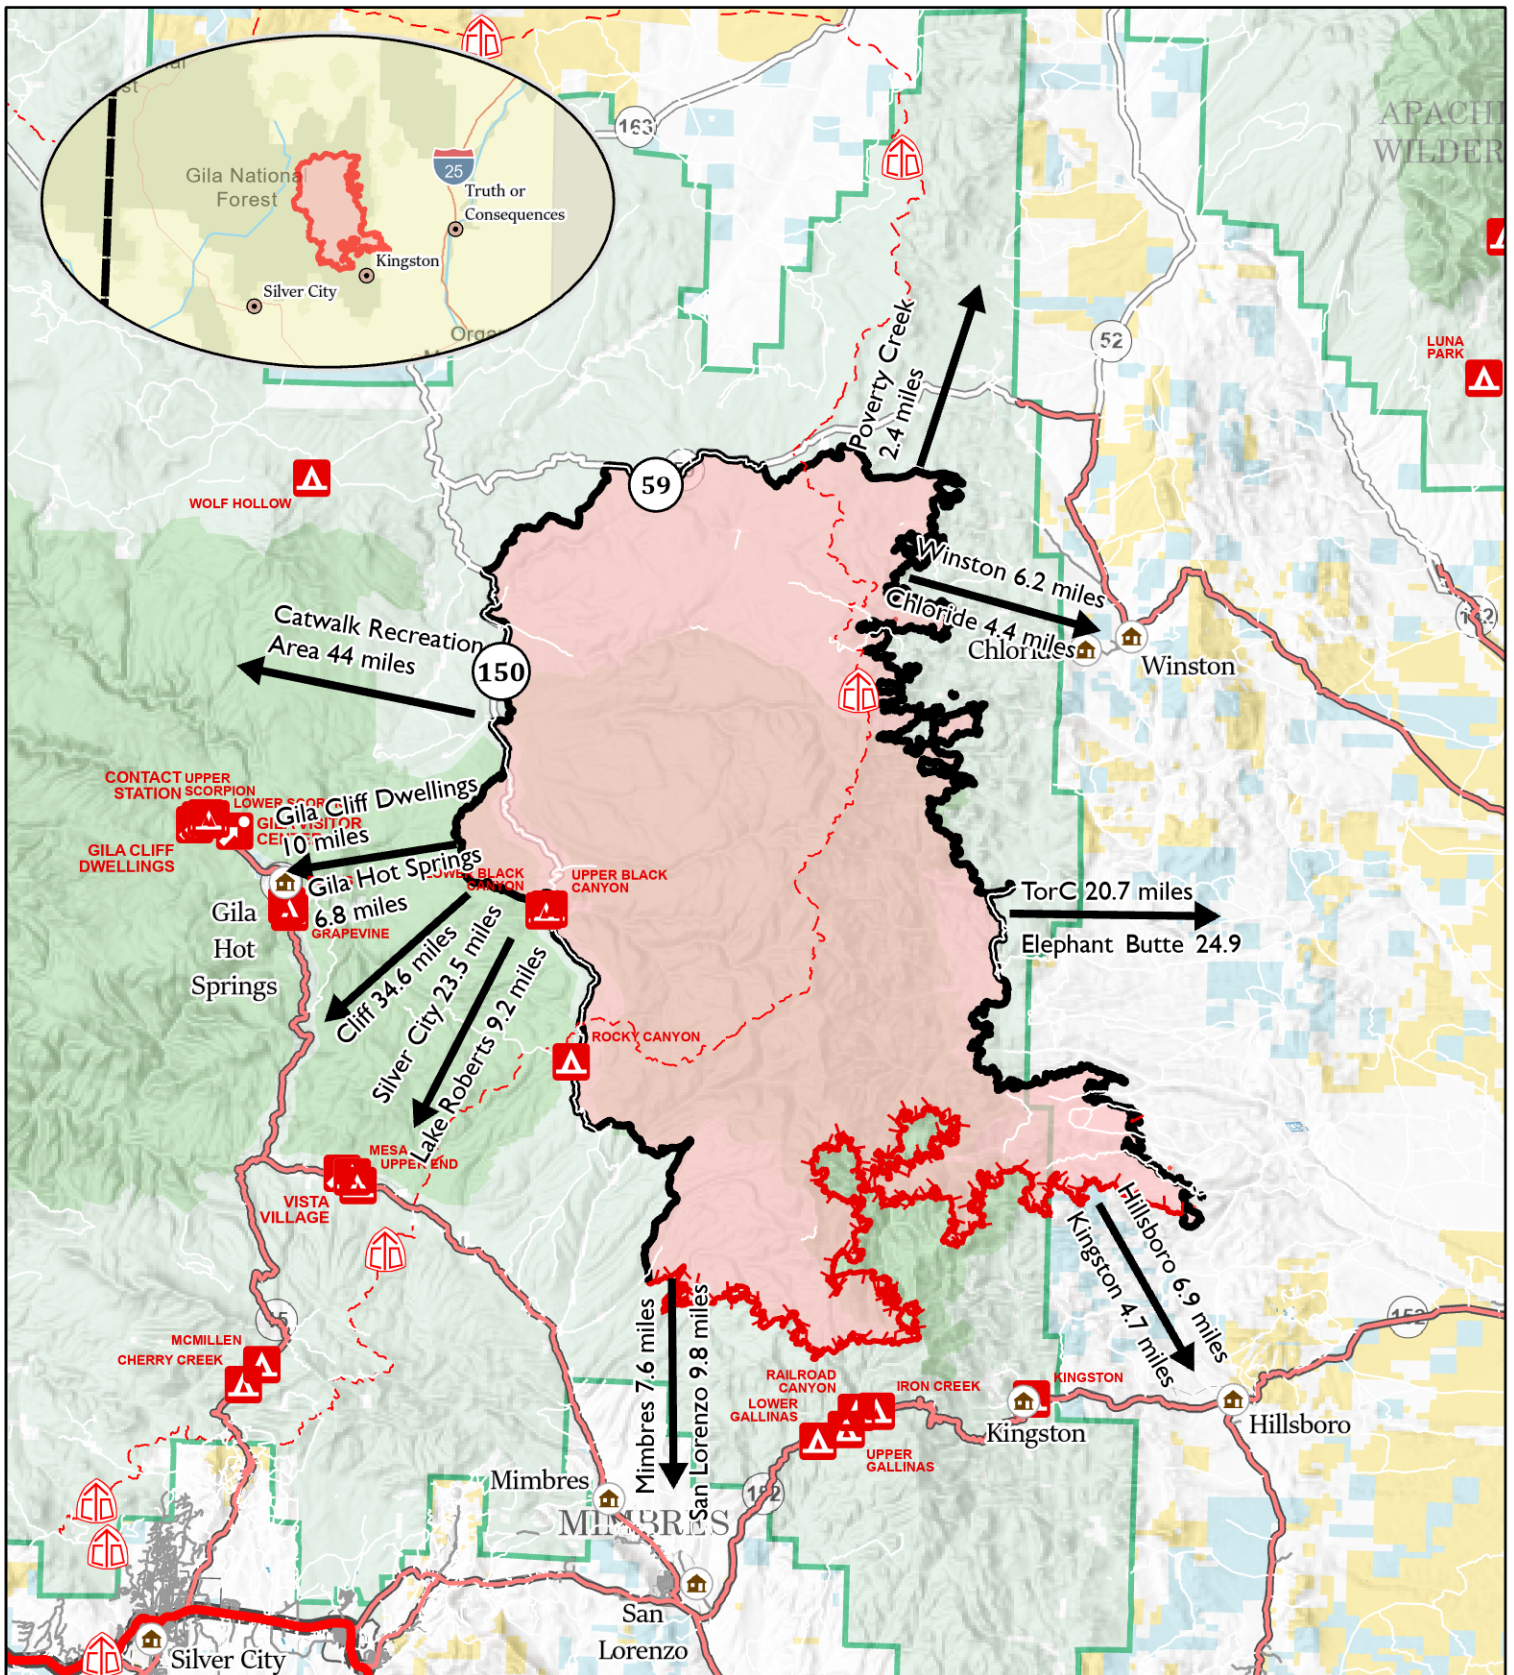 163
APACH
WILDER
Gila National
Forest
25
Truth or
Consequences
Kingston
Silver City
Orga
52
LUNA
PARK
Poverty Creek
2.4 miles
WOLF HOLLOW
59
Winston 6.2 miles
Chloride 4.4 miles
Winston
Catwalk Recreation
Area 44 miles
150
CONTACT
STATION
UPPER
SCORPION
Gila Cliff Dwellings
10 miles
GILA CLIFF
DWELLINGS
Gila Hot Springs
6.8 miles
GRAPEVINE
Gila
Hot
Springs
UPPER BLACK
CANYON
TorC 20.7 miles
Elephant Butte 24.9
Cliff 34.6 miles
Silver City 23.5 miles
Lake Roberts 9.2 miles
ROCKY CANYON
MESA
UPPER END
VISTA
VILLAGE
Hillsboro 6.9 miles
Kingston 4.7 miles
Mimbres 7.6 miles
San Lorenzo 9.8 miles
MCMILLEN
CHERRY CREEK
RAILROAD
CANYON
LOWER
GALLINAS
IRON CREEK
UPPER
GALLINAS
KINGSTON
Kingston
152
Hillsboro
Mimbres
MIMBRES
152
San
Lorenzo
Silver City